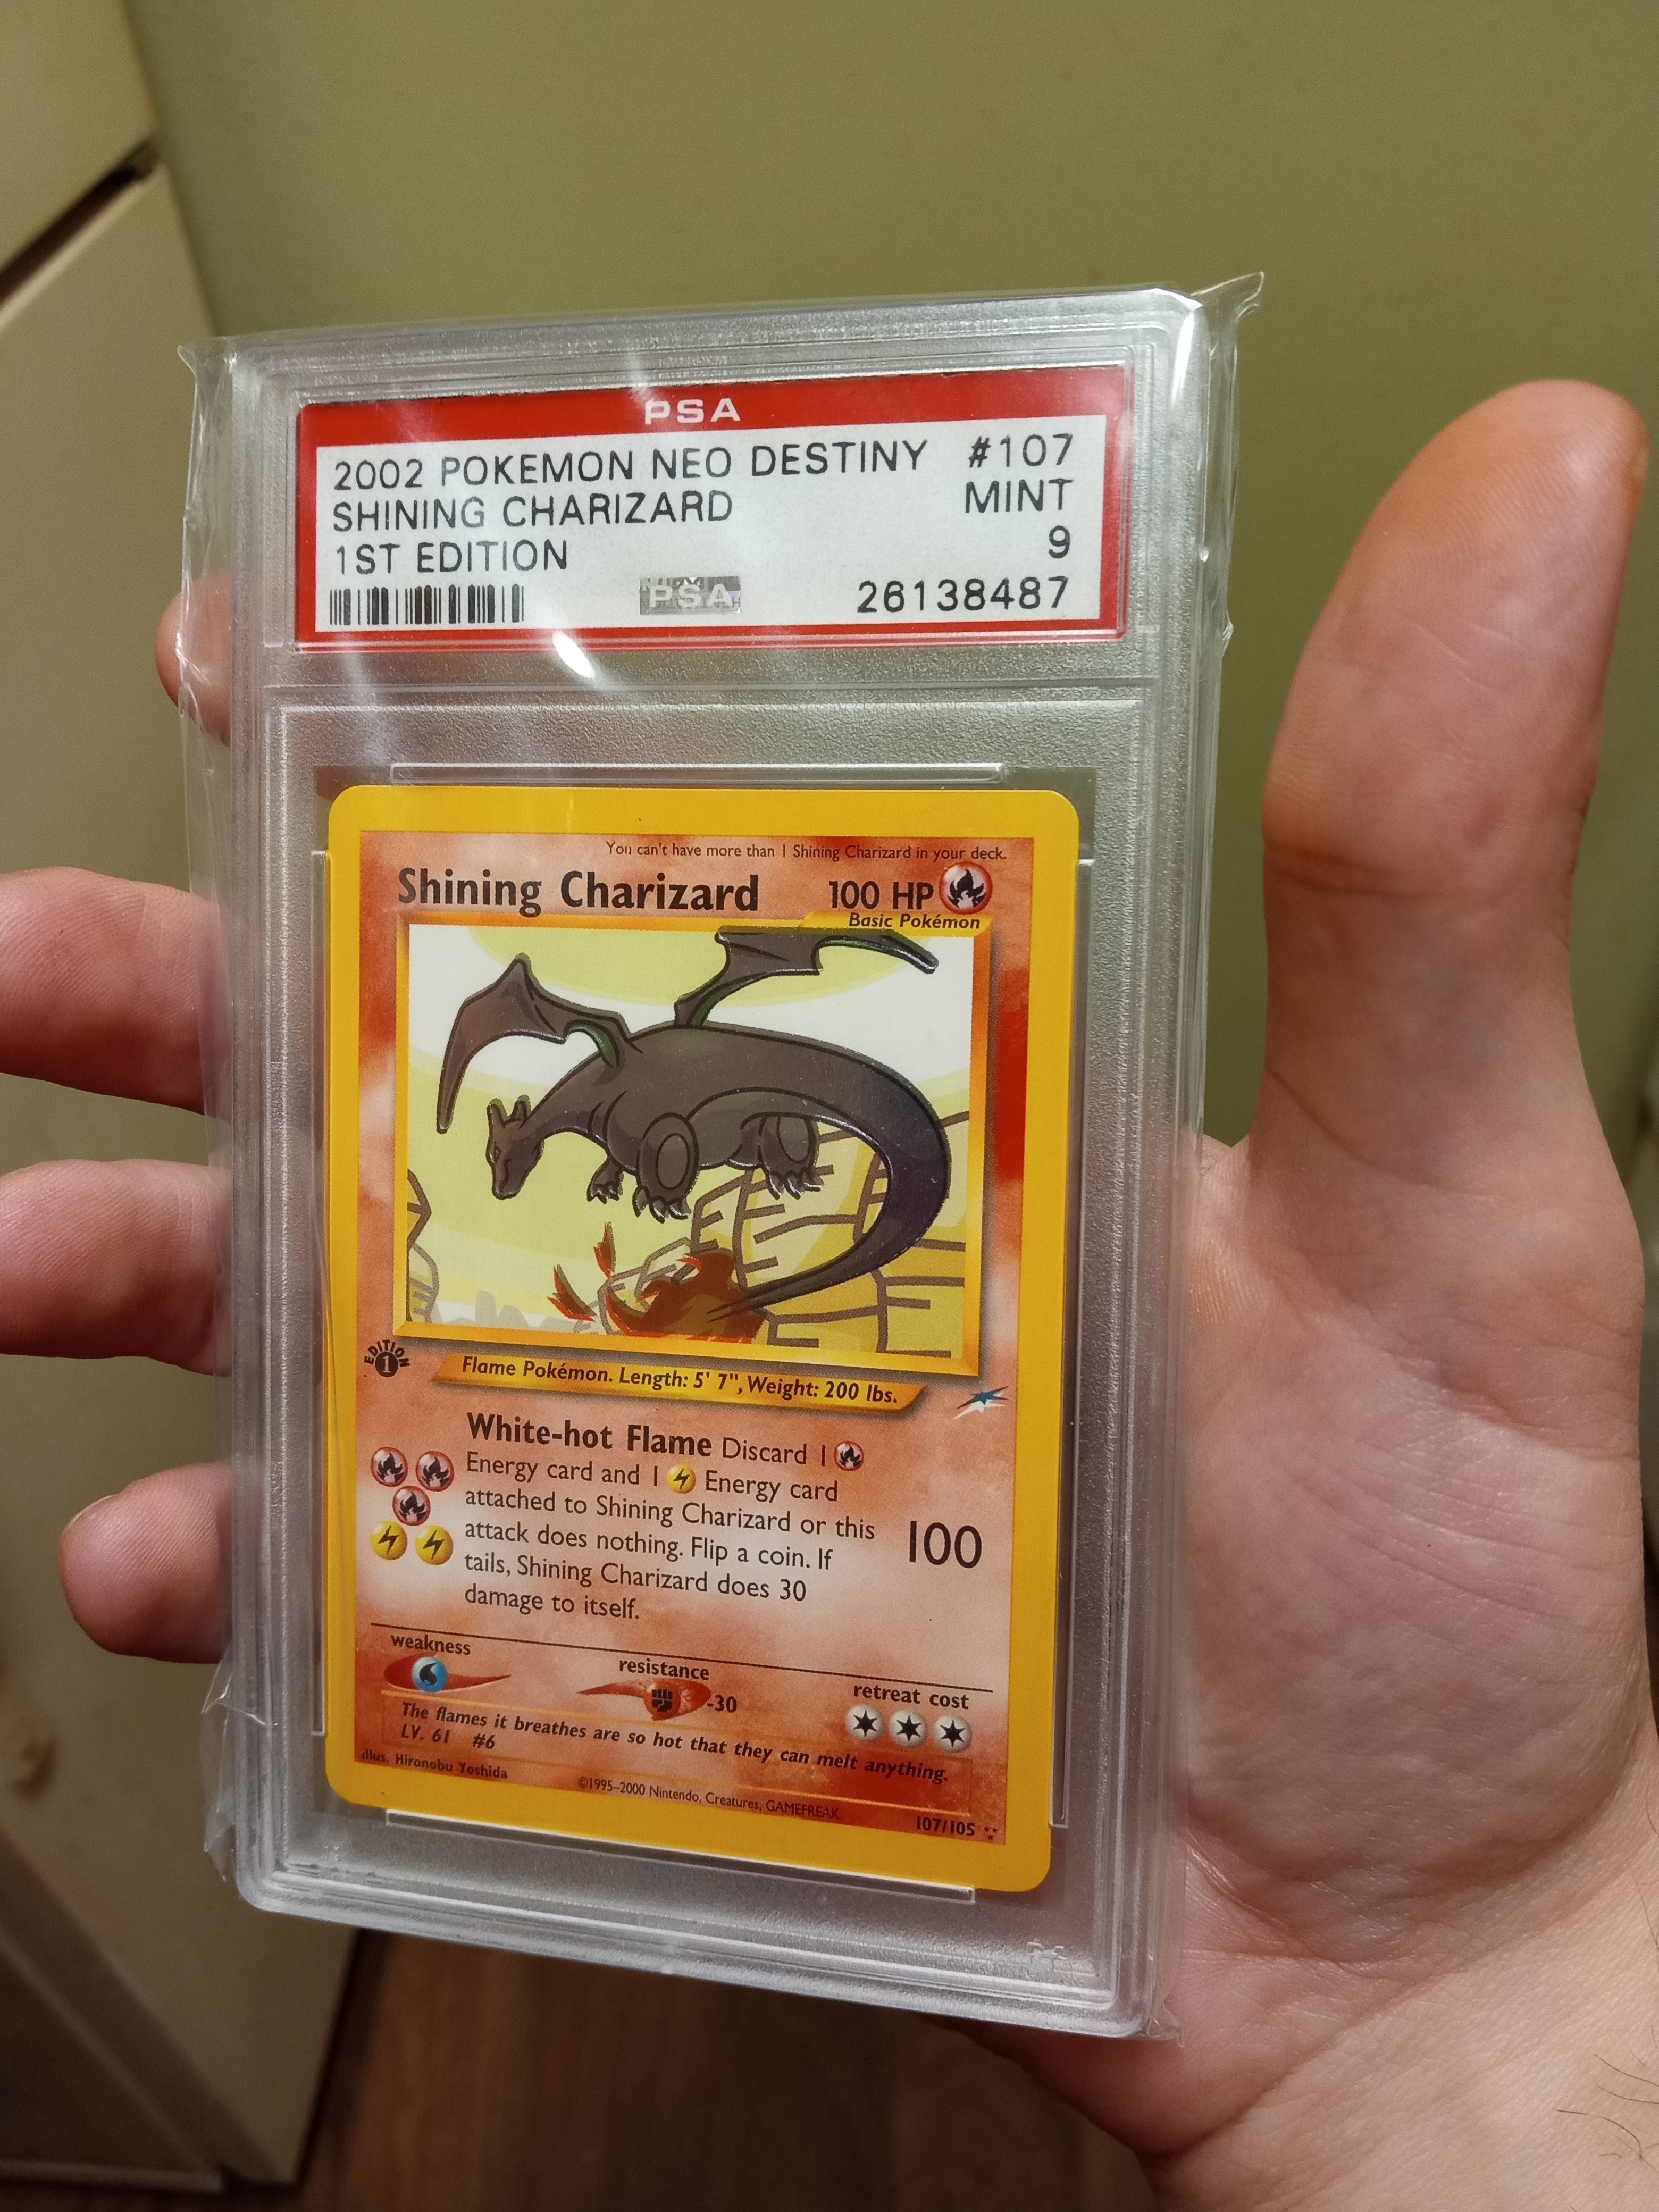 PSA
2002 POKEMON NEO DESTINY #107
SHINING CHARIZARD MINT
1ST EDITION 9
PSA 26138487
You can't have more than 1 Shining Charizard in your deck.
Shining Charizard 100 HP
Basic Pokémon
EDITION 1
Flame Pokémon. Length: 5' 7", Weight: 200 lbs.
White-hot Flame Discard 1
Energy card and 1 Energy card
attached to Shining Charizard or this
attack does nothing. Flip a coin. If
tails, Shining Charizard does 30
damage to itself.
100
weakness
resistance
-30
retreat cost
The flames it breathes are so hot that they can melt anything.
LV. 61 #6
illus. Hironobu Yoshida
©1995–2000 Nintendo, Creatures, GAMEFREAK.
107/105